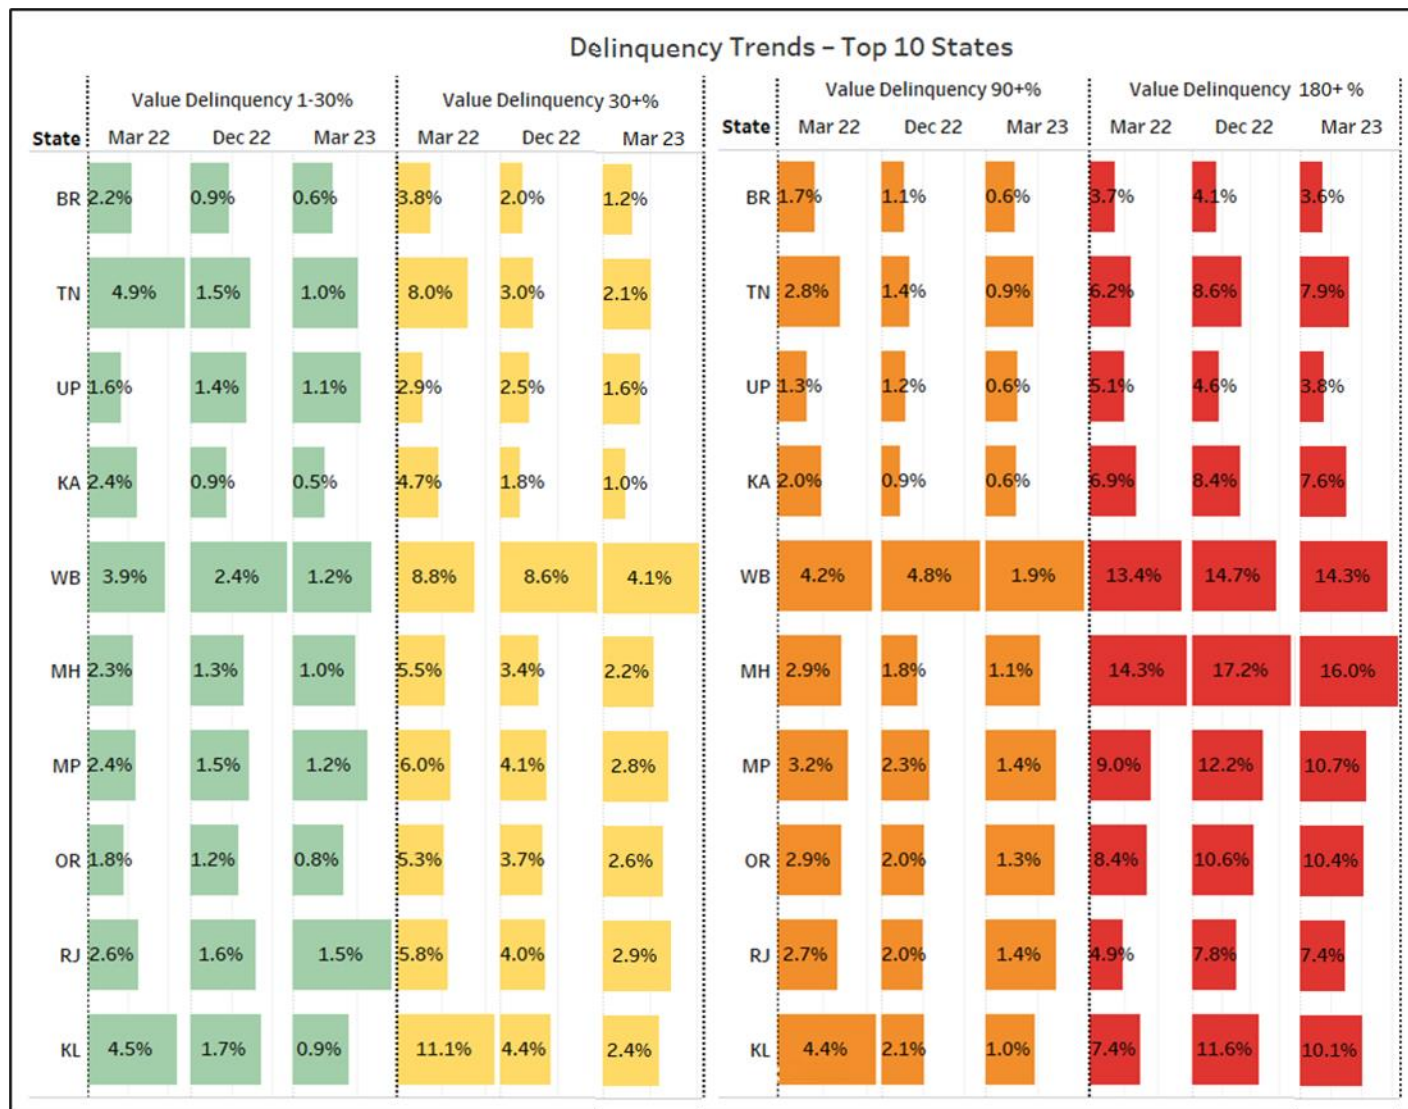 Delinquency Trends – Top 10 States
Value Delinquency 1-30% Value Delinquency 30+% Value Delinquency 90+% Value Delinquency 180+ %
State Mar 22 Dec 22 Mar 23 Mar 22 Dec 22 Mar 23 State Mar 22 Dec 22 Mar 23 Mar 22 Dec 22 Mar 23
BR 2.2% 0.9% 0.6% 3.8% 2.0% 1.2% BR 1.7% 1.1% 0.6% 3.7% 4.1% 3.6%
TN 4.9% 1.5% 1.0% 8.0% 3.0% 2.1% TN 2.8% 1.4% 0.9% 6.2% 8.6% 7.9%
UP 1.6% 1.4% 1.1% 2.9% 2.5% 1.6% UP 1.3% 1.2% 0.6% 5.1% 4.6% 3.8%
KA 2.4% 0.9% 0.5% 4.7% 1.8% 1.0% KA 2.0% 0.9% 0.6% 6.9% 8.4% 7.6%
WB 3.9% 2.4% 1.2% 8.8% 8.6% 4.1% WB 4.2% 4.8% 1.9% 13.4% 14.7% 14.3%
MH 2.3% 1.3% 1.0% 5.5% 3.4% 2.2% MH 2.9% 1.8% 1.1% 14.3% 17.2% 16.0%
MP 2.4% 1.5% 1.2% 6.0% 4.1% 2.8% MP 3.2% 2.3% 1.4% 9.0% 12.2% 10.7%
OR 1.8% 1.2% 0.8% 5.3% 3.7% 2.6% OR 2.9% 2.0% 1.3% 8.4% 10.6% 10.4%
RJ 2.6% 1.6% 1.5% 5.8% 4.0% 2.9% RJ 2.7% 2.0% 1.4% 4.9% 7.8% 7.4%
KL 4.5% 1.7% 0.9% 11.1% 4.4% 2.4% KL 4.4% 2.1% 1.0% 7.4% 11.6% 10.1%